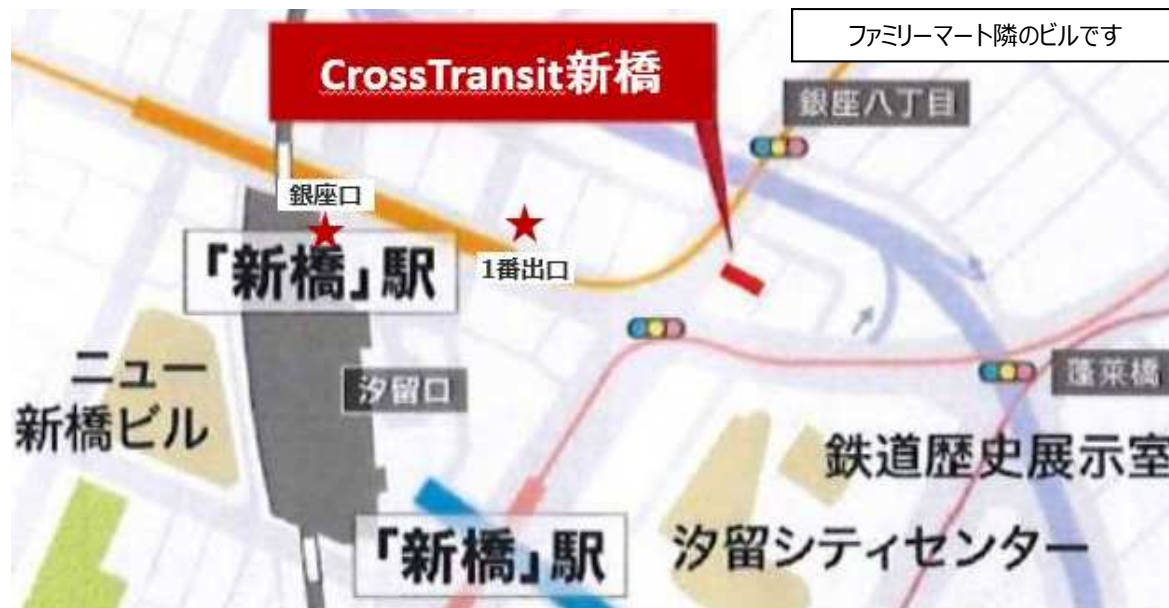 ファミリーマート隣のビルです
CrossTransit新橋
銀座八丁目
銀座口
1番出口
「新橋」駅
汐留口
ニュー
新橋ビル
蓬莱橋
鉄道歴史展示室
汐留シティセンター
「新橋」駅